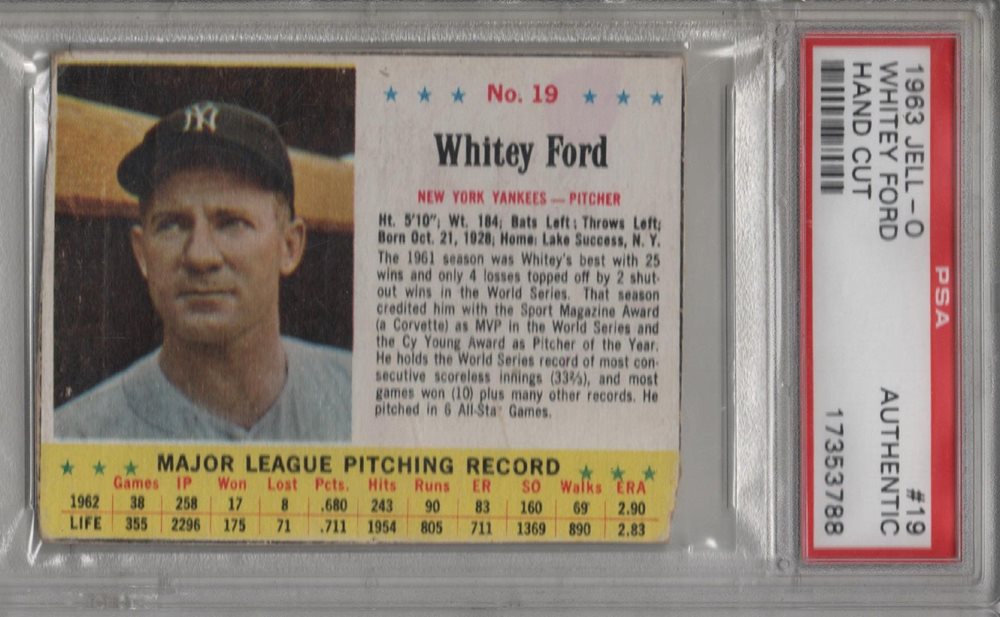 NY
No. 19
Whitey Ford
NEW YORK YANKEES — PITCHER
Ht. 5'10"; Wt. 184; Bats Left; Throws Left;
Born Oct. 21, 1928; Home: Lake Success, N. Y.
The 1961 season was Whitey's best with 25
wins and only 4 losses topped off by 2 shut-
out wins in the World Series. That season
credited him with the Sport Magazine Award
(a Corvette) as MVP in the World Series and
the Cy Young Award as Pitcher of the Year.
He holds the World Series record of most con-
secutive scoreless innings (33⅔), and most
games won (10) plus many other records. He
pitched in 6 All-Sta Games.
MAJOR LEAGUE PITCHING RECORD
Games IP Won Lost Pcts. Hits Runs ER SO Walks ERA
1962 38 258 17 8 .680 243 90 83 160 69 2.90
LIFE 355 2296 175 71 .711 1954 805 711 1369 890 2.83
1963 JELL-O #19
WHITEY FORD AUTHENTIC
HAND CUT 17353788
PSA